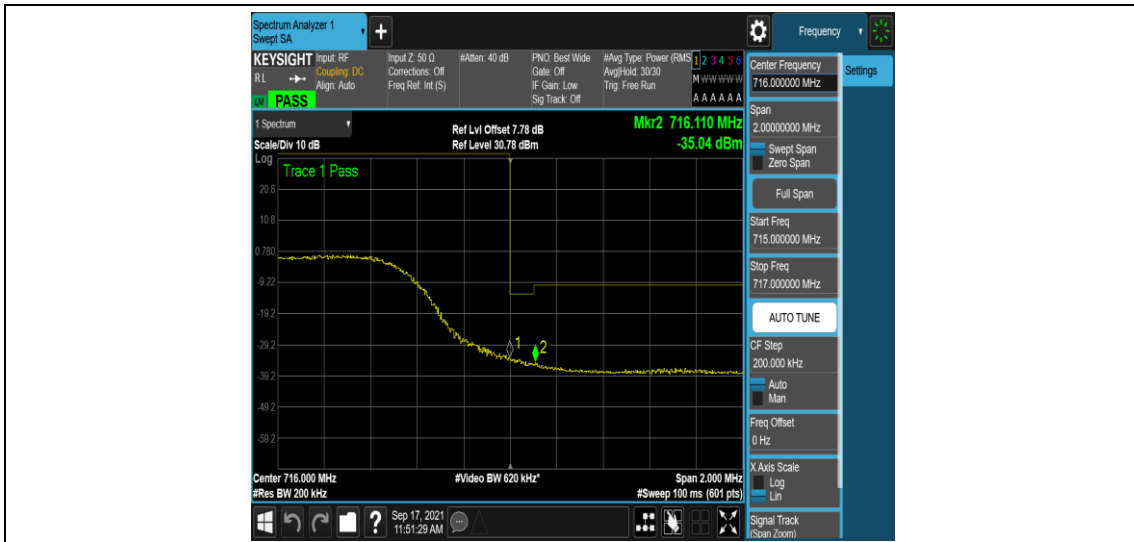 Spectrum Analyzer 1
Swept SA
+
Frequency
KEYSIGHT
RL
LXI
PASS
Input: RF
Coupling: DC
Align: Auto
Input Z: 50 Ω
Corrections: Off
Freq Ref: Int (S)
#Atten: 40 dB
PNO: Best Wide
Gate: Off
IF Gain: Low
Sig Track: Off
#Avg Type: Power (RMS
Avg|Hold: 30/30
Trig: Free Run
1 2 3 4 5 6
M W W W W W
A A A A A A
1 Spectrum
Scale/Div 10 dB
Ref Lvl Offset 7.78 dB
Ref Level 30.78 dBm
Mkr2 716.110 MHz
-35.04 dBm
Log
Trace 1 Pass
20.8
10.8
0.780
-9.22
-19.2
-29.2
-39.2
-49.2
-59.2
1
2
Center 716.000 MHz
#Res BW 200 kHz
#Video BW 620 kHz*
Span 2.000 MHz
#Sweep 100 ms (601 pts)
Center Frequency
716.000000 MHz
Settings
Span
2.00000000 MHz
Swept Span
Zero Span
Full Span
Start Freq
715.000000 MHz
Stop Freq
717.000000 MHz
AUTO TUNE
CF Step
200.000 kHz
Auto
Man
Freq Offset
0 Hz
X Axis Scale
Log
Lin
Signal Track
(Span Zoom)
?
Sep 17, 2021
11:51:29 AM